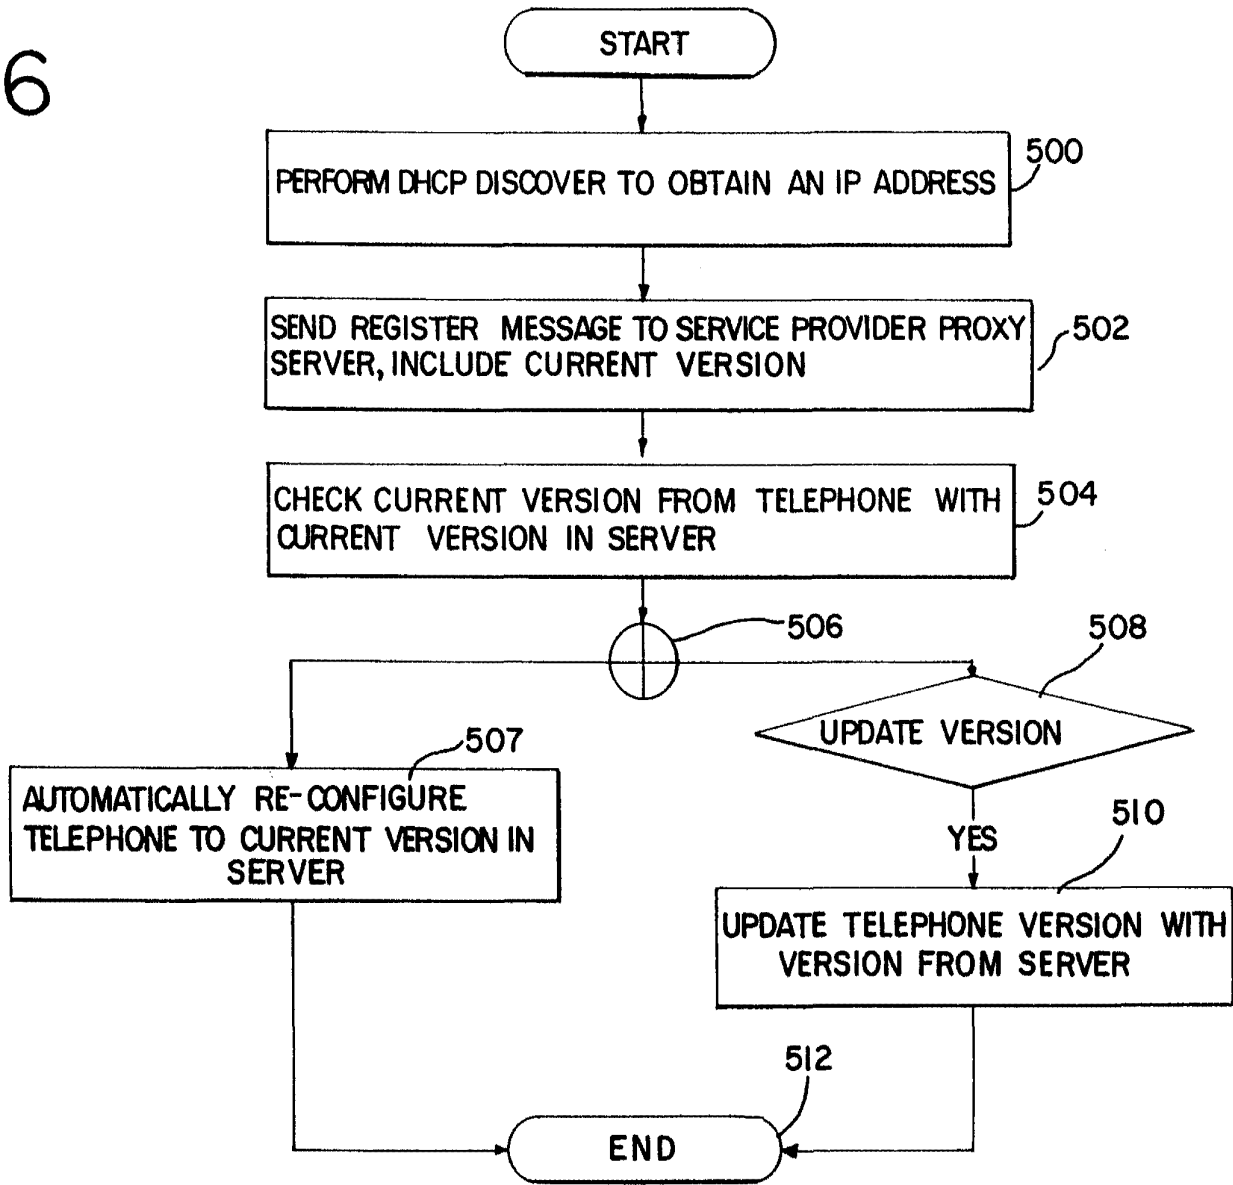 6
START
PERFORM DHCP DISCOVER TO OBTAIN AN IP ADDRESS
500
SEND REGISTER MESSAGE TO SERVICE PROVIDER PROXY
SERVER, INCLUDE CURRENT VERSION
502
CHECK CURRENT VERSION FROM TELEPHONE WITH
CURRENT VERSION IN SERVER
504
506
508
UPDATE VERSION
507
AUTOMATICALLY RE-CONFIGURE
TELEPHONE TO CURRENT VERSION IN
SERVER
YES
510
UPDATE TELEPHONE VERSION WITH
VERSION FROM SERVER
512
END